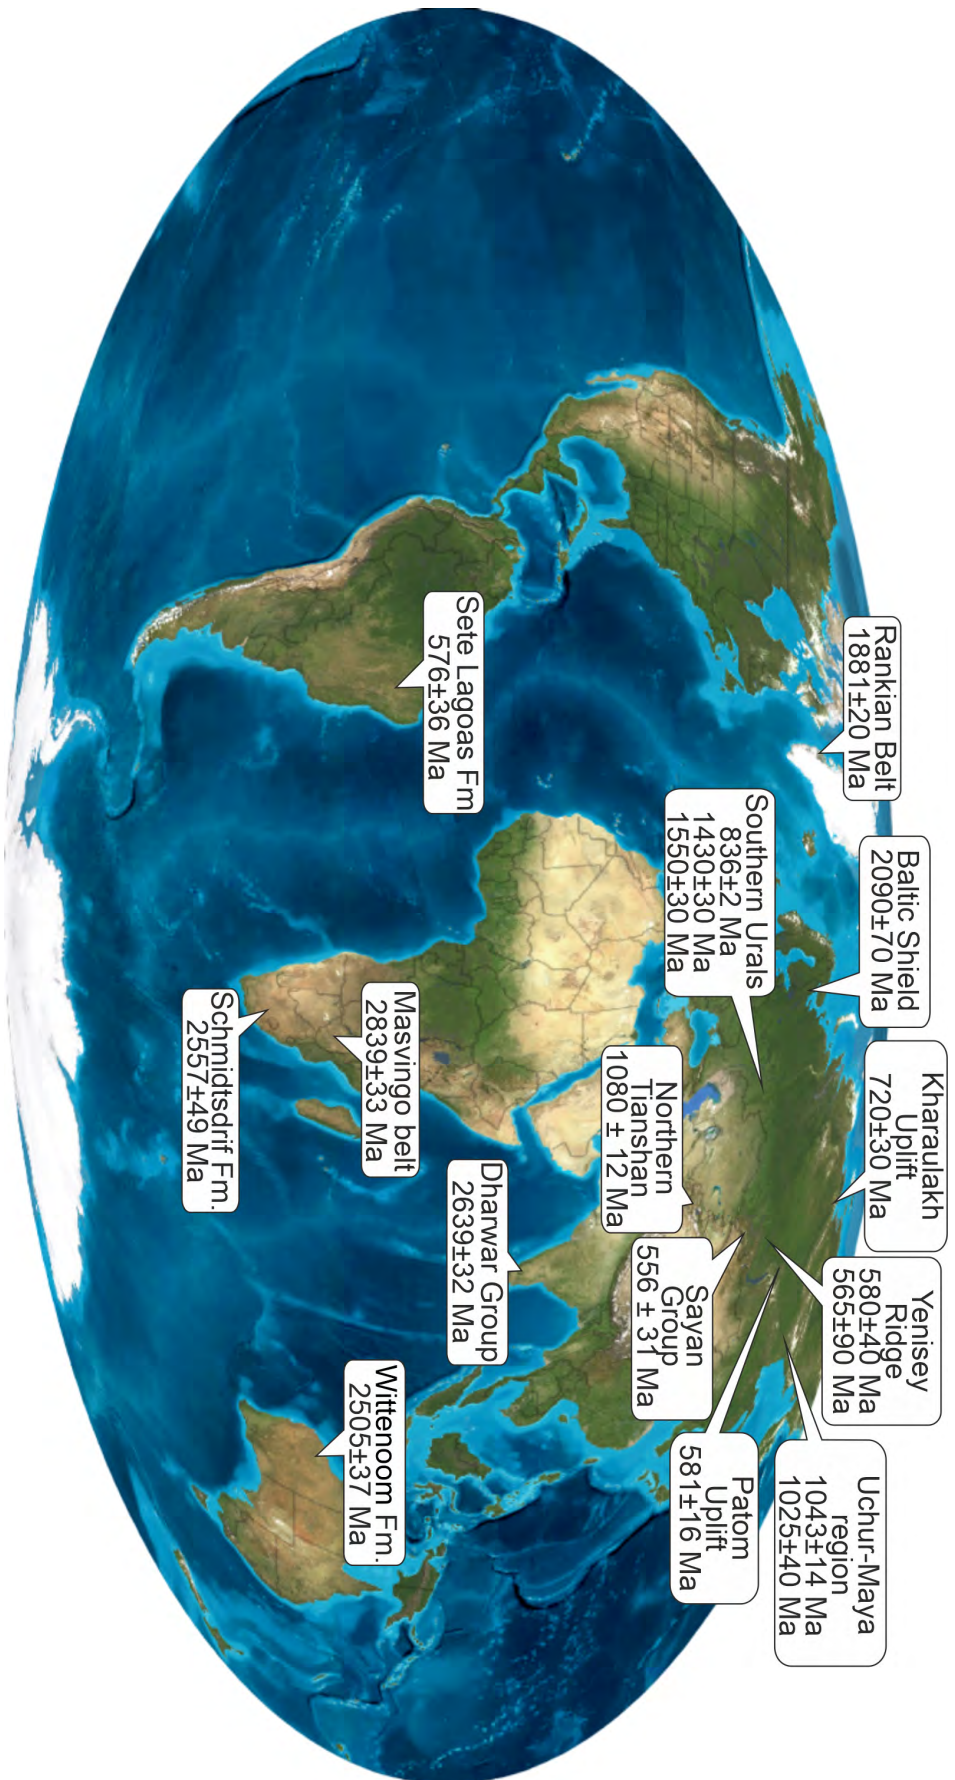 Rankian Belt
1881±20 Ma
Baltic Shield
2090±70 Ma
Kharaulakh
Uplift
720±30 Ma
Yenisey
Ridge
580±40 Ma
565±90 Ma
Uchur-Maya
region
1043±14 Ma
1025±40 Ma
Southern Urals
836±2 Ma
1430±30 Ma
1550±30 Ma
Northern
Tianshan
1080 ± 12 Ma
Sayan
Group
556 ± 31 Ma
Patom
Uplift
581±16 Ma
Sete Lagoas Fm
576±36 Ma
Masvingo belt
2839±33 Ma
Dharwar Group
2639±32 Ma
Wittenoom Fm.
2505±37 Ma
Schmidtsdrif Fm.
2557±49 Ma